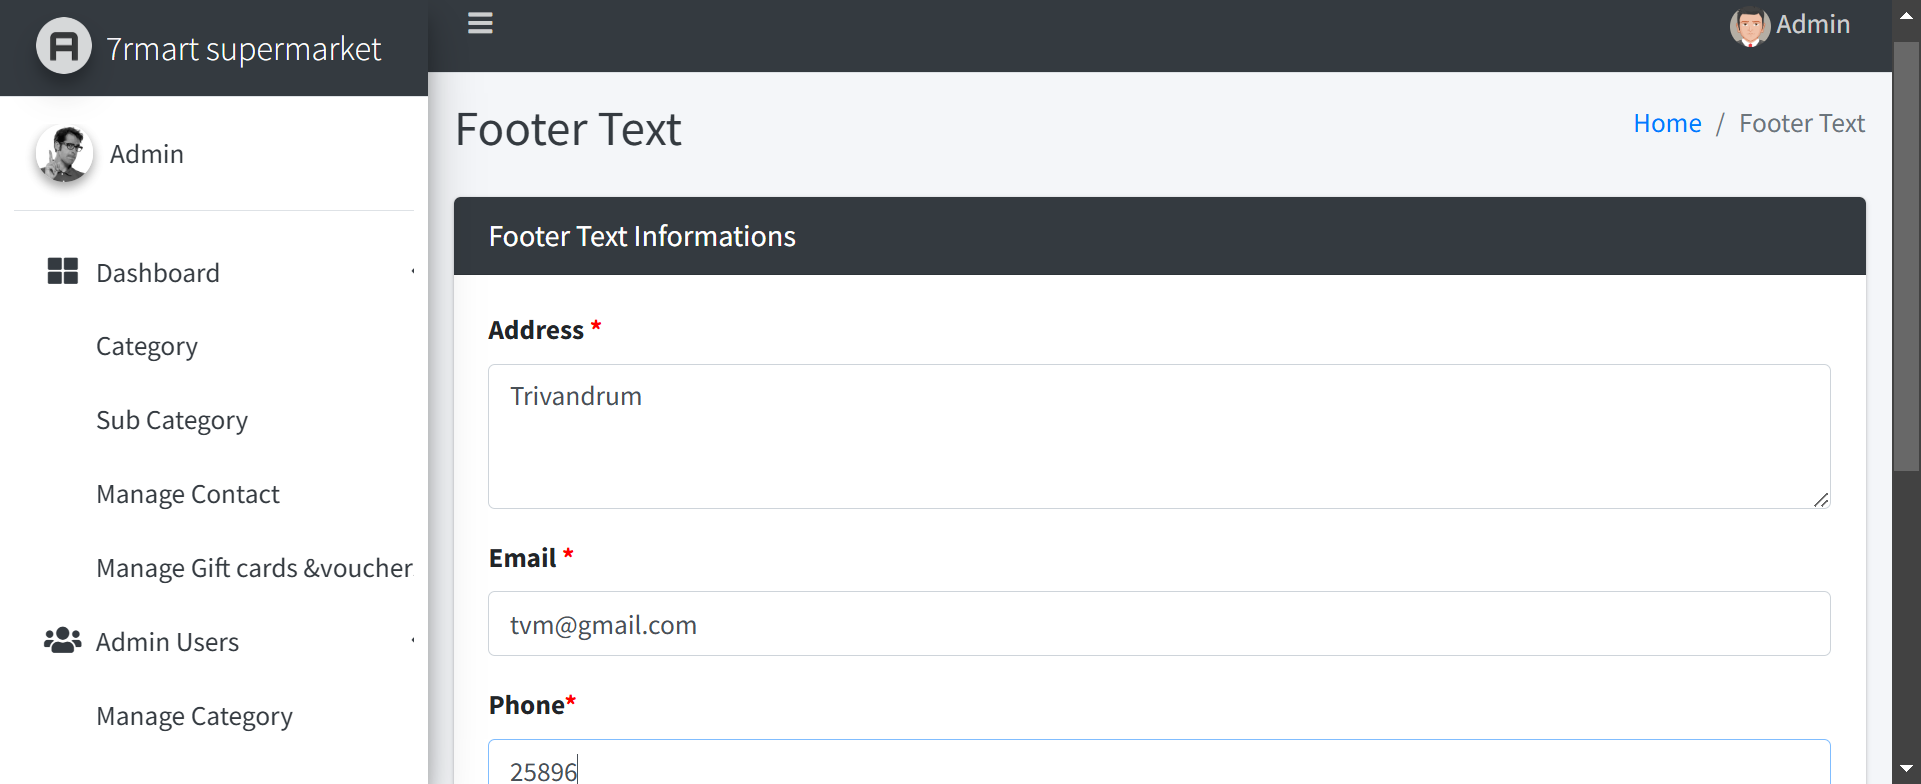 7rmart supermarket
Admin
Admin
Dashboard
Category
Sub Category
Manage Contact
Manage Gift cards &voucher
Admin Users
Manage Category
Footer Text
Home / Footer Text
Footer Text Informations
Address *
Trivandrum
Email *
tvm@gmail.com
Phone*
25896